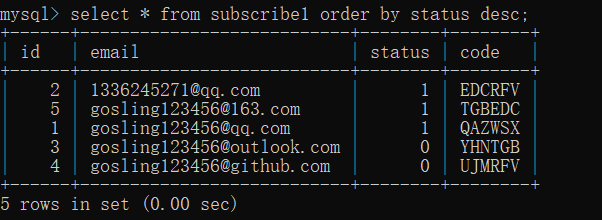 mysql> select * from subscribe1 order by status desc;
+------+------------------------+--------+--------+
| id | email | status | code |
+------+------------------------+--------+--------+
| 2 | 1336245271@qq.com | 1 | EDCRFV |
| 5 | gosling123456@163.com | 1 | TGBEDC |
| 1 | gosling123456@qq.com | 1 | QAZWSX |
| 3 | gosling123456@outlook.com | 0 | YHNTGB |
| 4 | gosling123456@github.com | 0 | UJMRFV |
+------+------------------------+--------+--------+
5 rows in set (0.00 sec)